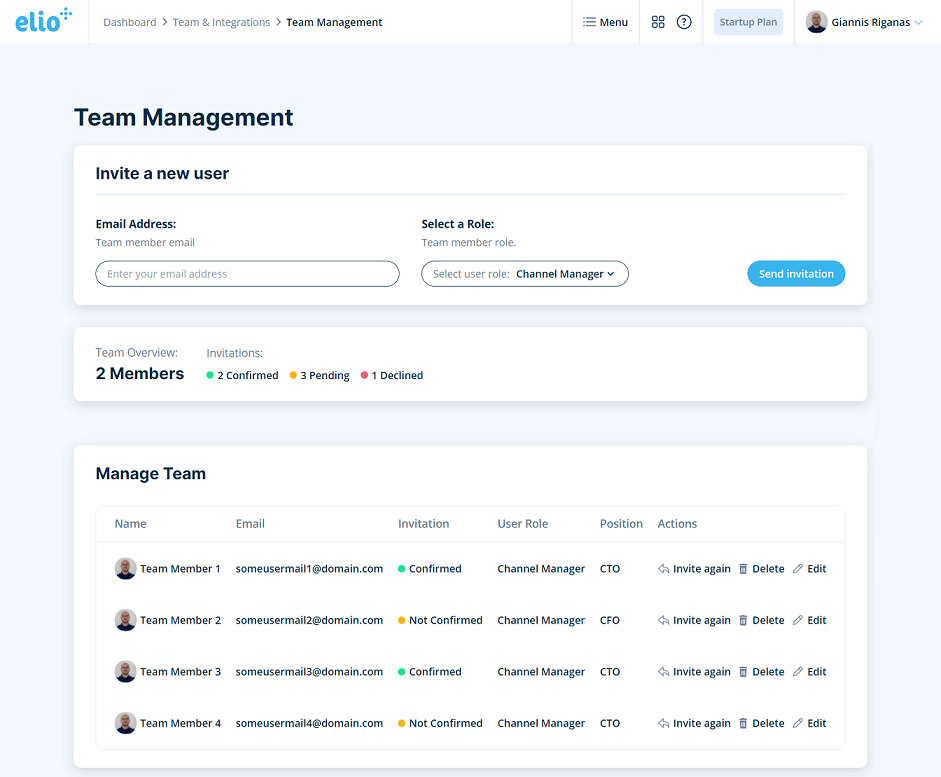 elio
Dashboard > Team & Integrations > Team Management
Menu
?
Startup Plan
Giannis Riganas
Team Management
Invite a new user
Email Address:
Team member email
Enter your email address
Select a Role:
Team member role.
Select user role: Channel Manager
Send invitation
Team Overview:
2 Members
Invitations:
2 Confirmed 3 Pending 1 Declined
Manage Team
Name Email Invitation User Role Position Actions
Team Member 1 someusermail1@domain.com Confirmed Channel Manager CTO Invite again Delete Edit
Team Member 2 someusermail2@domain.com Not Confirmed Channel Manager CFO Invite again Delete Edit
Team Member 3 someusermail3@domain.com Confirmed Channel Manager CTO Invite again Delete Edit
Team Member 4 someusermail4@domain.com Not Confirmed Channel Manager CTO Invite again Delete Edit